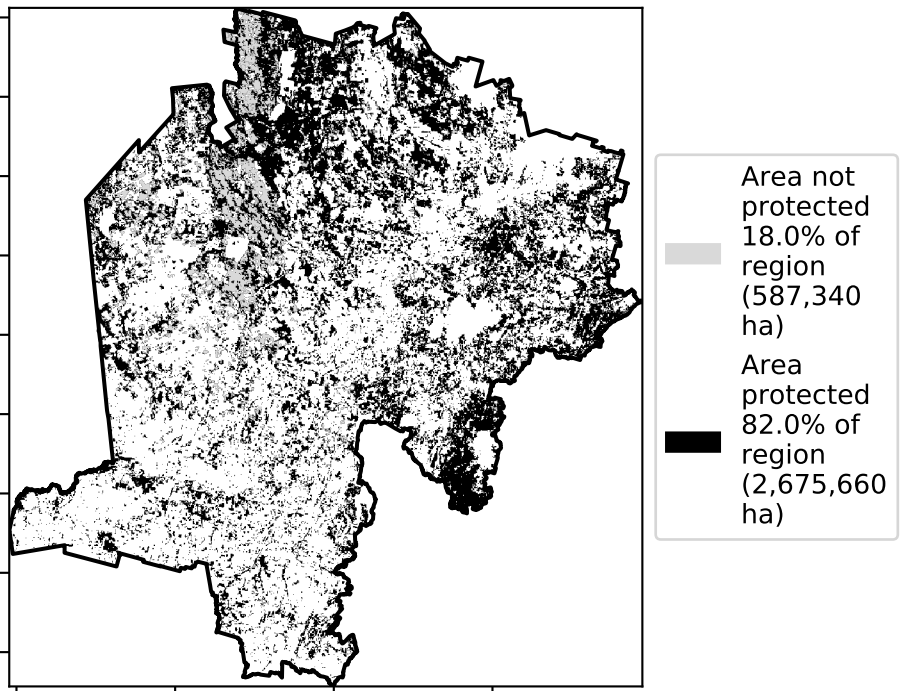 Area not
protected
18.0% of
region
(587,340
ha)
Area
protected
82.0% of
region
(2,675,660
ha)